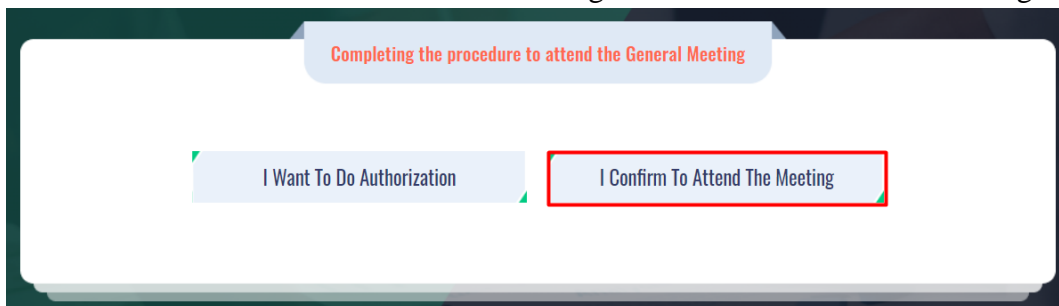 Completing the procedure to attend the General Meeting
I Want To Do Authorization
I Confirm To Attend The Meeting